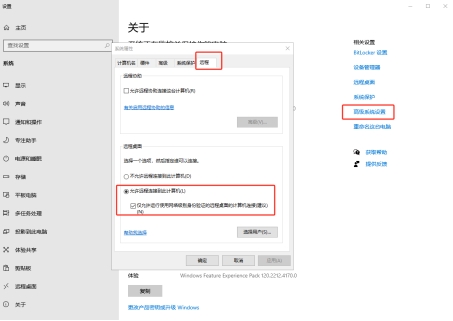 设置
主页
查找设置
系统
显示
声音
通知和操作
专注助手
电源和睡眠
存储
平板电脑
多任务处理
投影到此电脑
体验共享
剪贴板
远程桌面
关于
关于
系统属性
计算机名 硬件 高级 系统保护 远程
远程协助
允许远程协助连接这台计算机(R)
高级(V)...
远程桌面
选择一个选项，然后指定谁可以连接。
不允许远程连接到此计算机(O)
允许远程连接到此计算机(L)
仅允许运行使用网络级别身份验证的远程桌面的计算机连接(建议)
(N)
帮助我选择
选择用户(S)...
确定 取消 应用(A)
体验 Windows Feature Experience Pack 120.2212.4170.0
复制
更改产品密钥或升级 Windows
相关设置
BitLocker 设置
设备管理器
远程桌面
系统保护
高级系统设置
重命名这台电脑
获取帮助
提供反馈